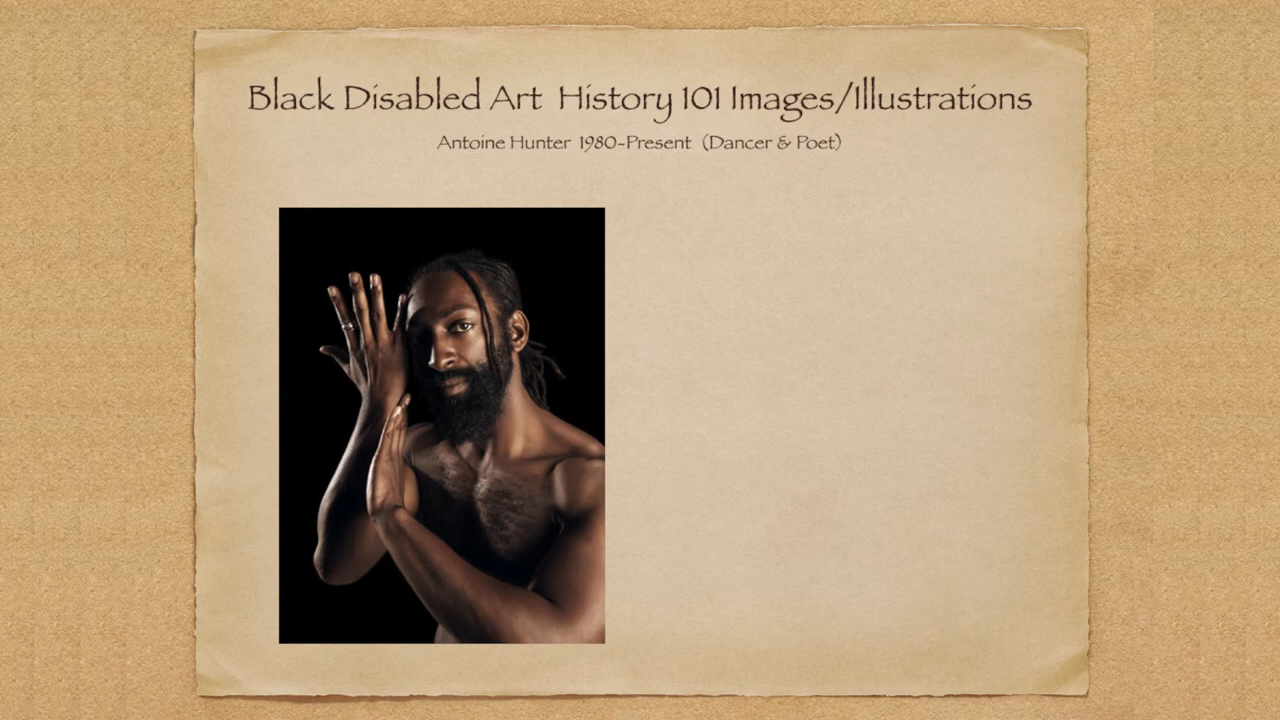 Black Disabled Art History 101 Images/Illustrations
Antoine Hunter 1980-Present (Dancer & Poet)